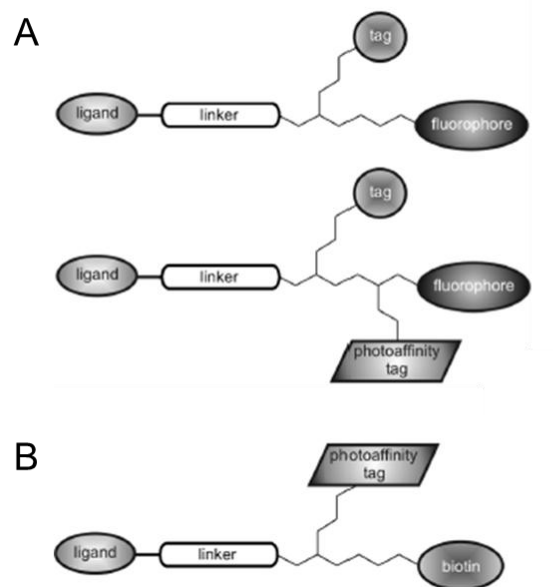 A
tag
ligand
linker
fluorophore
tag
ligand
linker
fluorophore
photoaffinity
tag
B
photoaffinity
tag
ligand
linker
biotin